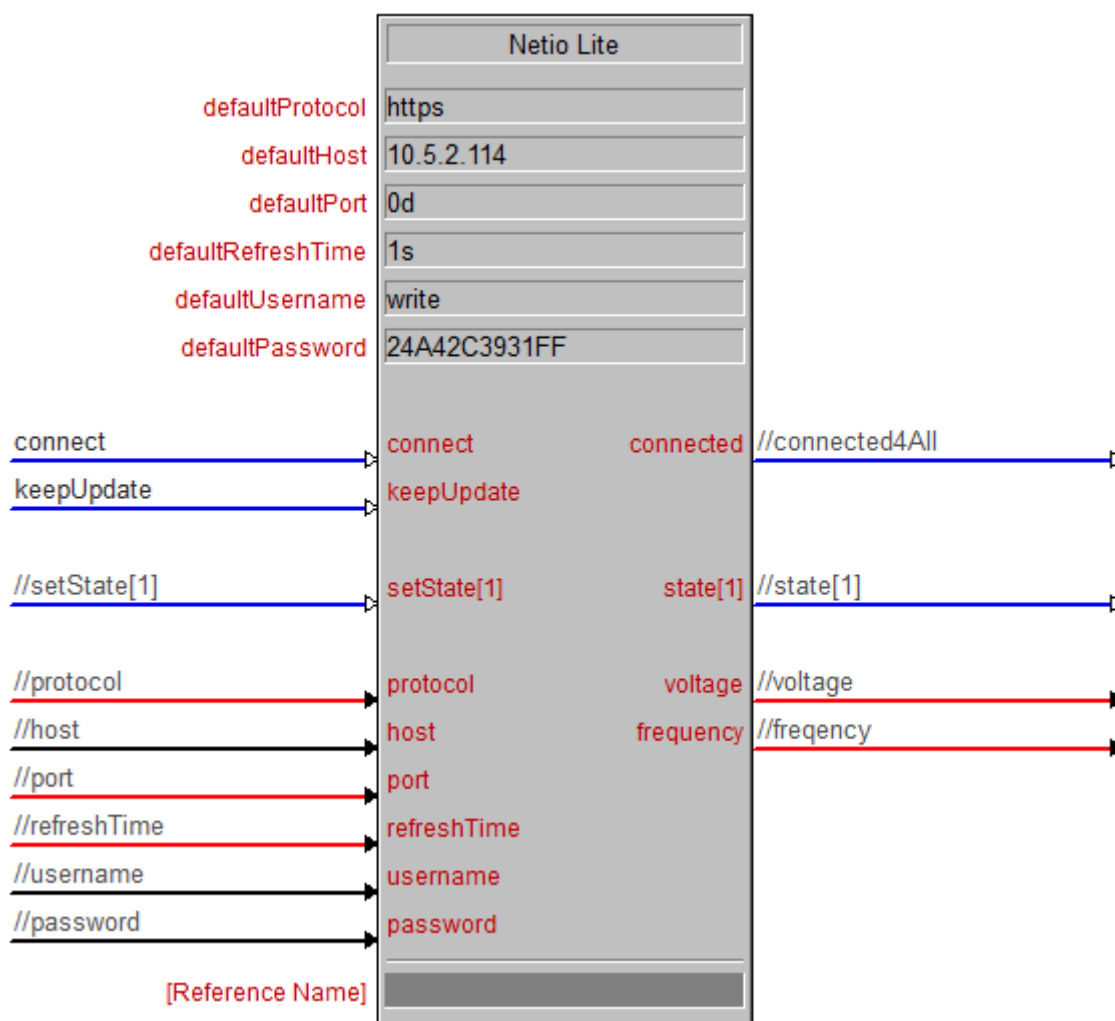 Netio Lite
defaultProtocol https
defaultHost 10.5.2.114
defaultPort 0d
defaultRefreshTime 1s
defaultUsername write
defaultPassword 24A42C3931FF
connect connect connected //connected4All
keepUpdate keepUpdate
//setState[1] setState[1] state[1] //state[1]
//protocol protocol voltage //voltage
//host host frequency //freqency
//port port
//refreshTime refreshTime
//username username
//password password
[Reference Name]